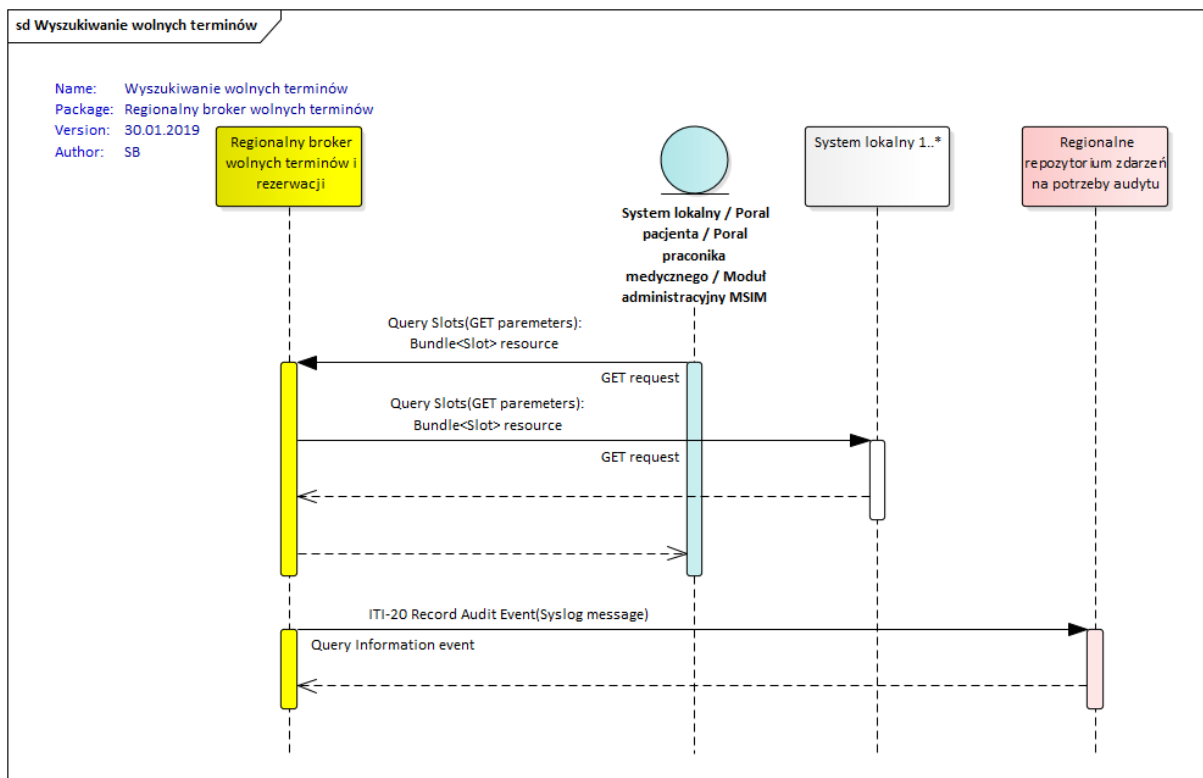 sd Wyszukiwanie wolnych terminów
Name: Wyszukiwanie wolnych terminów
Package: Regionalny broker wolnych terminów
Version: 30.01.2019
Author: SB
Regionalny broker
wolnych terminów i
rezerwacji
System lokalny / Poral
pacjenta / Poral
praconika
medycznego / Moduł
administracyjny MSIM
System lokalny 1..*
Regionalne
repozytorium zdarzeń
na potrzeby audytu
Query Slots(GET paremeters):
Bundle<Slot> resource
GET request
Query Slots(GET paremeters):
Bundle<Slot> resource
GET request
ITI-20 Record Audit Event(Syslog message)
Query Information event